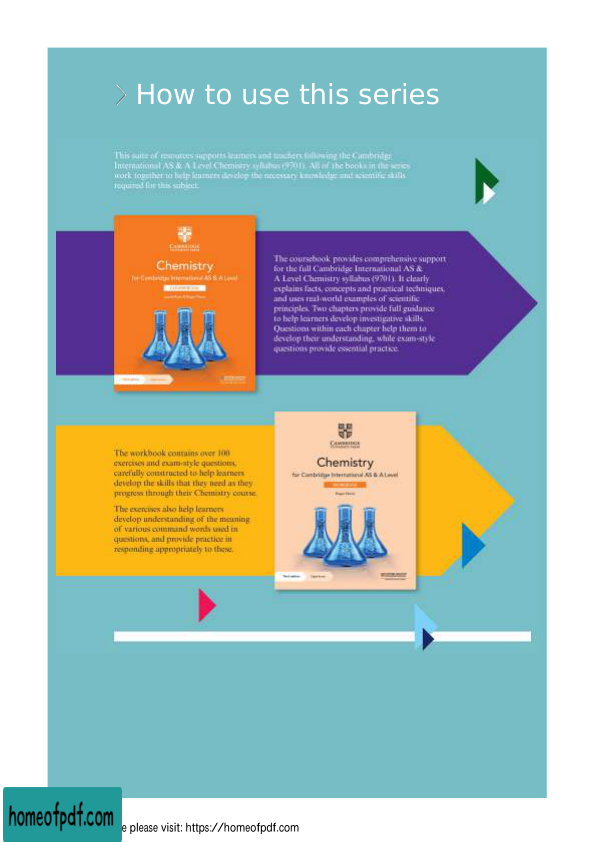 How to use this series
This suite of resources supports learners and teachers following the Cambridge
International AS & A Level Chemistry syllabus (9701). All of the books in the series
work together to help learners develop the necessary knowledge and scientific skills
required for this subject.
CAMBRIDGE
UNIVERSITY PRESS
Chemistry
for Cambridge International AS & A Level
COURSEBOOK
The coursebook provides comprehensive support
for the full Cambridge International AS &
A Level Chemistry syllabus (9701). It clearly
explains facts, concepts and practical techniques,
and uses real-world examples of scientific
principles. Two chapters provide full guidance
to help learners develop investigative skills.
Questions within each chapter help them to
develop their understanding, while exam-style
questions provide essential practice.
The workbook contains over 100
exercises and exam-style questions,
carefully constructed to help learners
develop the skills that they need as they
progress through their Chemistry course.
The exercises also help learners
develop understanding of the meaning
of various command words used in
questions, and provide practice in
responding appropriately to these.
CAMBRIDGE
UNIVERSITY PRESS
Chemistry
for Cambridge International AS & A Level
WORKBOOK
Roger Norris
homeofpdf.com
e please visit: https://homeofpdf.com